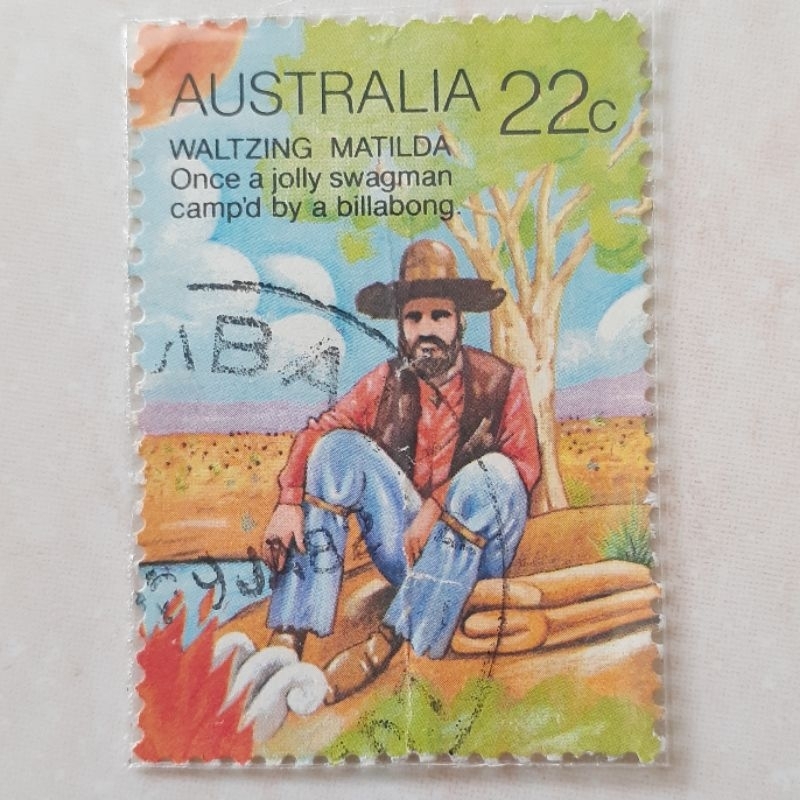 AUSTRALIA 22c
WALTZING MATILDA
Once a jolly swagman
camp'd by a billabong.